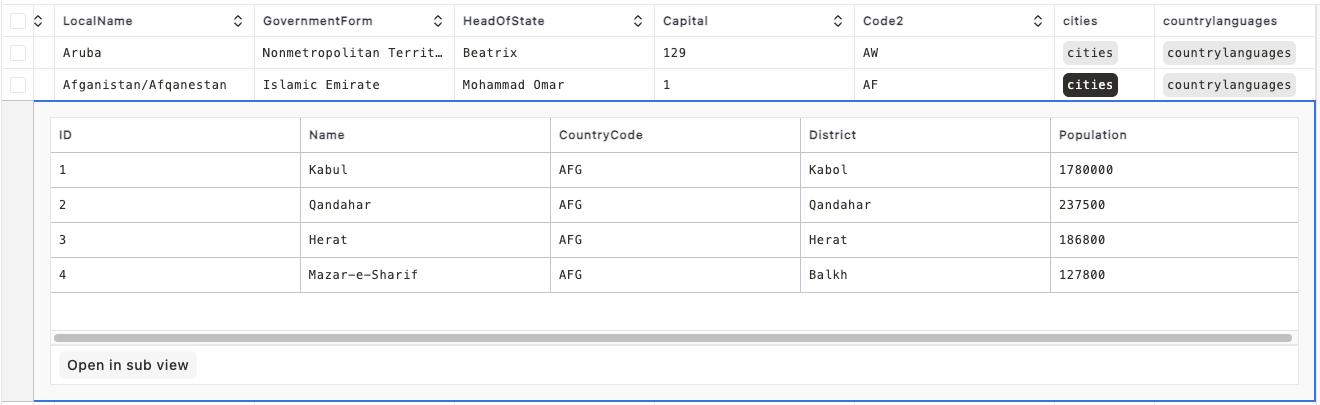 LocalName GovernmentForm HeadOfState Capital Code2 cities countrylanguages
Aruba Nonmetropolitan Territ… Beatrix 129 AW cities countrylanguages
Afganistan/Afqanestan Islamic Emirate Mohammad Omar 1 AF cities countrylanguages
ID Name CountryCode District Population
1 Kabul AFG Kabol 1780000
2 Qandahar AFG Qandahar 237500
3 Herat AFG Herat 186800
4 Mazar-e-Sharif AFG Balkh 127800
Open in sub view